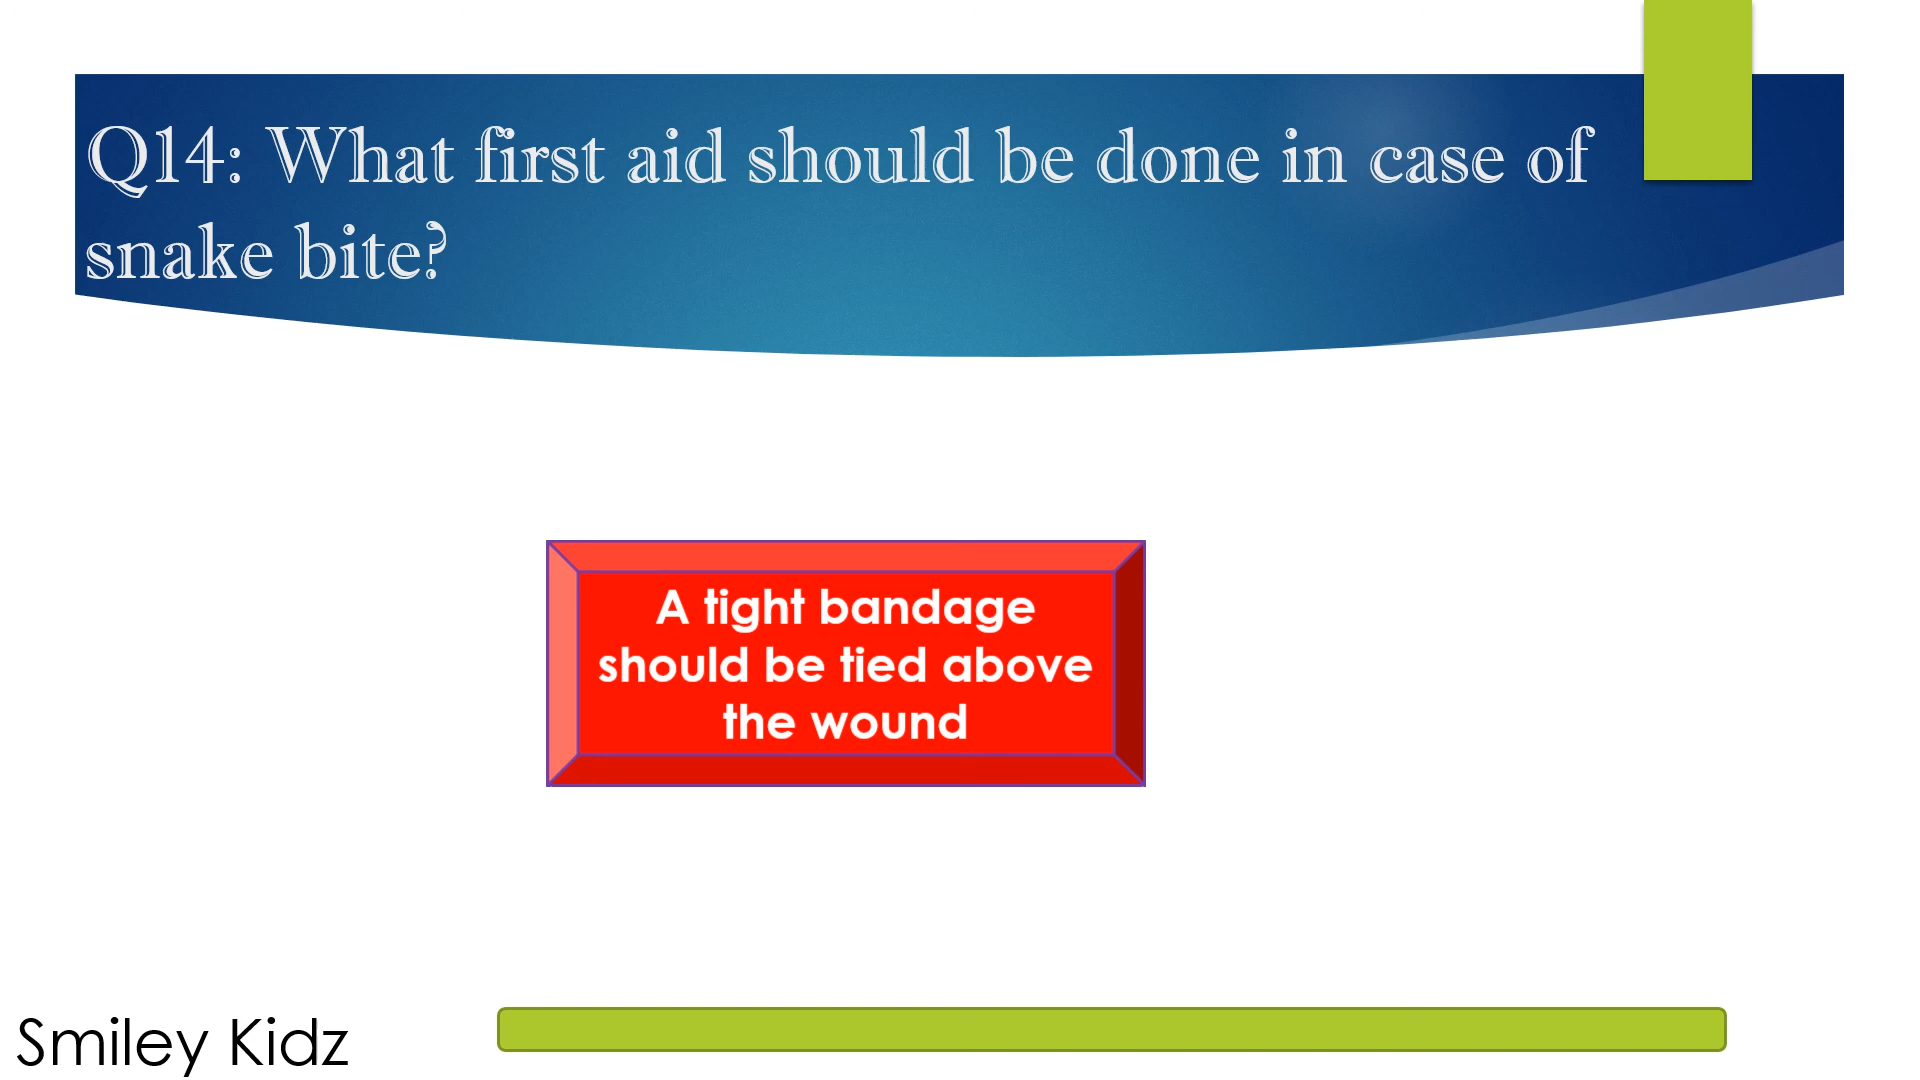 Q14: What first aid should be done in case of
snake bite?
A tight bandage
should be tied above
the wound
Smiley Kidz